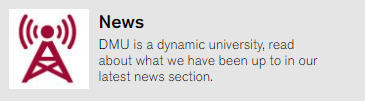 News
DMU is a dynamic university, read
about what we have been up to in our
latest news section.